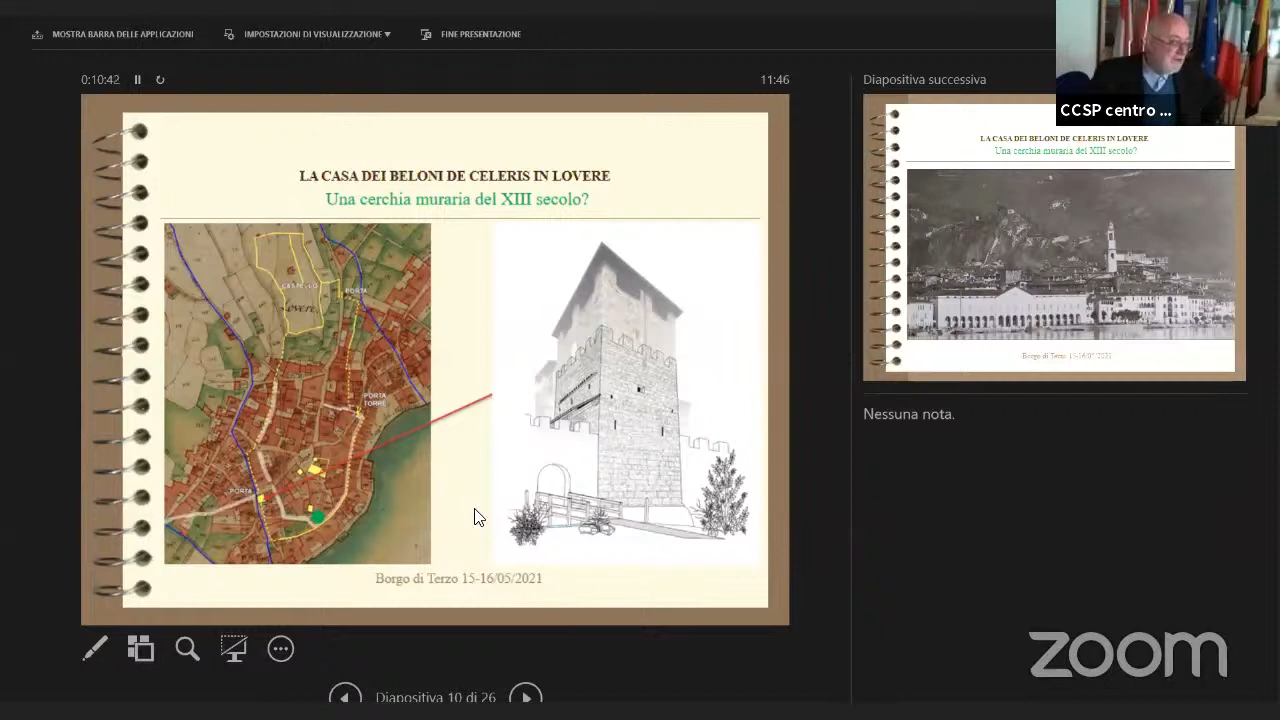 MOSTRA BARRA DELLE APPLICAZIONI
IMPOSTAZIONI DI VISUALIZZAZIONE ▼
FINE PRESENTAZIONE
0:10:42
11:46
Diapositiva successiva
CCSP centro ...
LA CASA DEI BELONI DE CELERIS IN LOVERE
Una cerchia muraria del XIII secolo?
CASTELLO
PORTA
Lovere
PORTA
TORRE
PORTA
Borgo di Terzo 15-16/05/2021
LA CASA DEI BELONI DE CELERIS IN LOVERE
Una cerchia muraria del XIII secolo?
Borgo di Terzo 15-16/05/2021
Nessuna nota.
Diapositiva 10 di 26
zoom